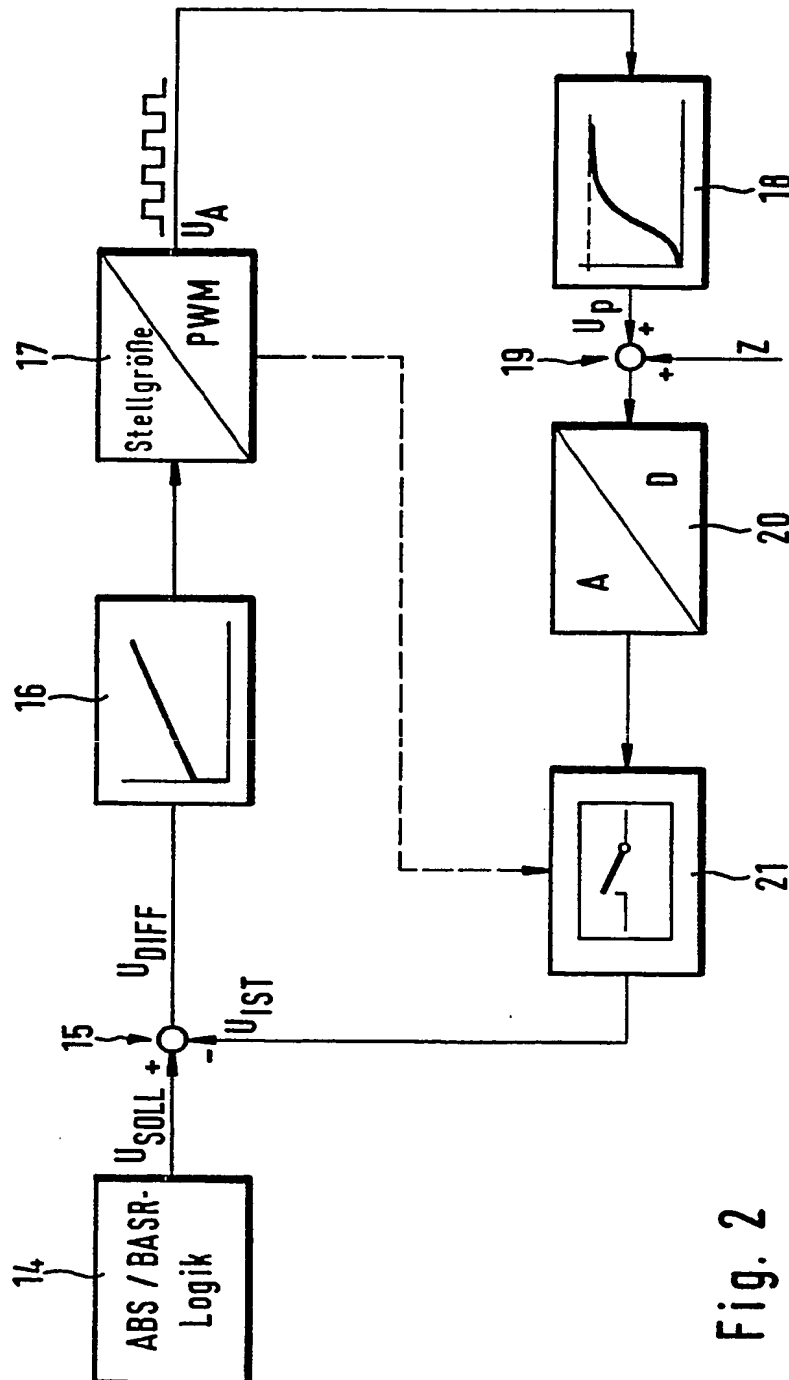 14
ABS / BASR-
Logik
U_SOLL
+
15
-
U_IST
U_DIFF
16
17
Stellgröße
PWM
U_A
18
U_p
+
19
+
Z
20
A
D
21
Fig. 2